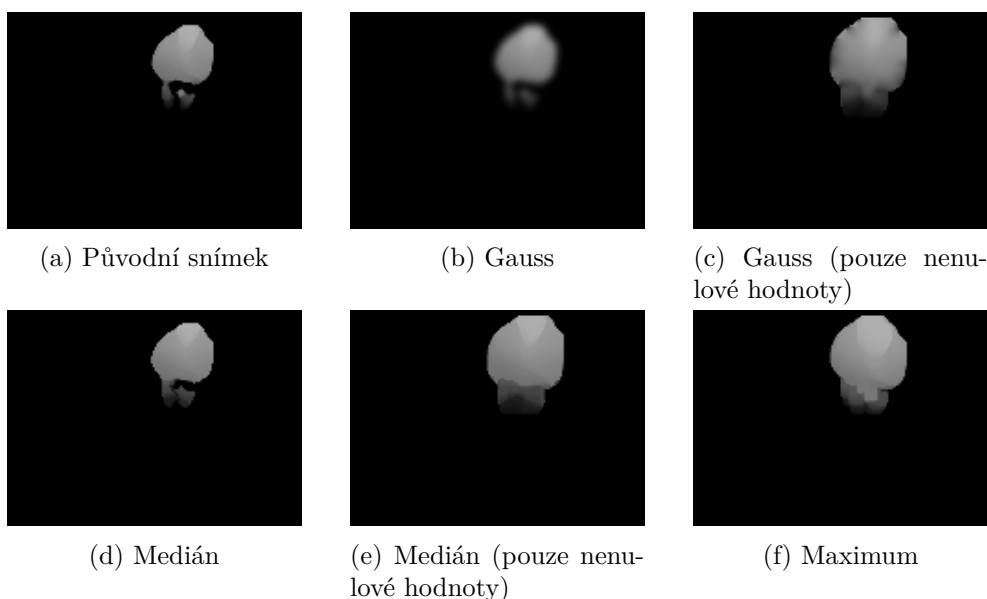 (a) Původní snímek
(b) Gauss
(c) Gauss (pouze nenu-
lové hodnoty)
(d) Medián
(e) Medián (pouze nenu-
lové hodnoty)
(f) Maximum